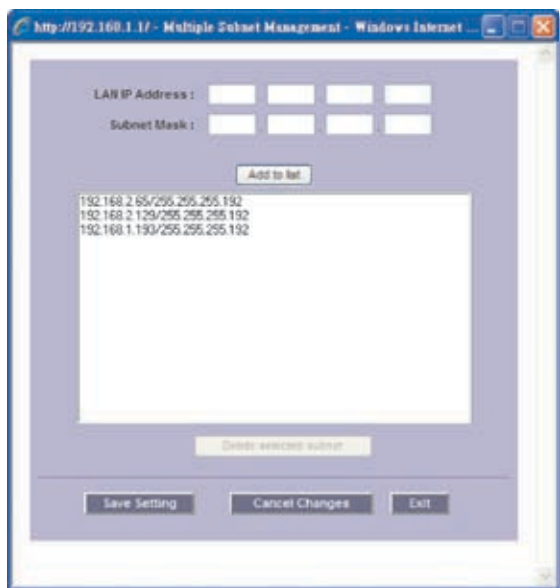 http://192.168.1.1/ - Multiple Subnet Management - Windows Internet ...
LAN IP Address :
Subnet Mask :
Add to list
192.168.2.65/255.255.255.192
192.168.2.129/255.255.255.192
192.168.1.193/255.255.255.192
Delete selected subnet
Save Setting
Cancel Changes
Exit